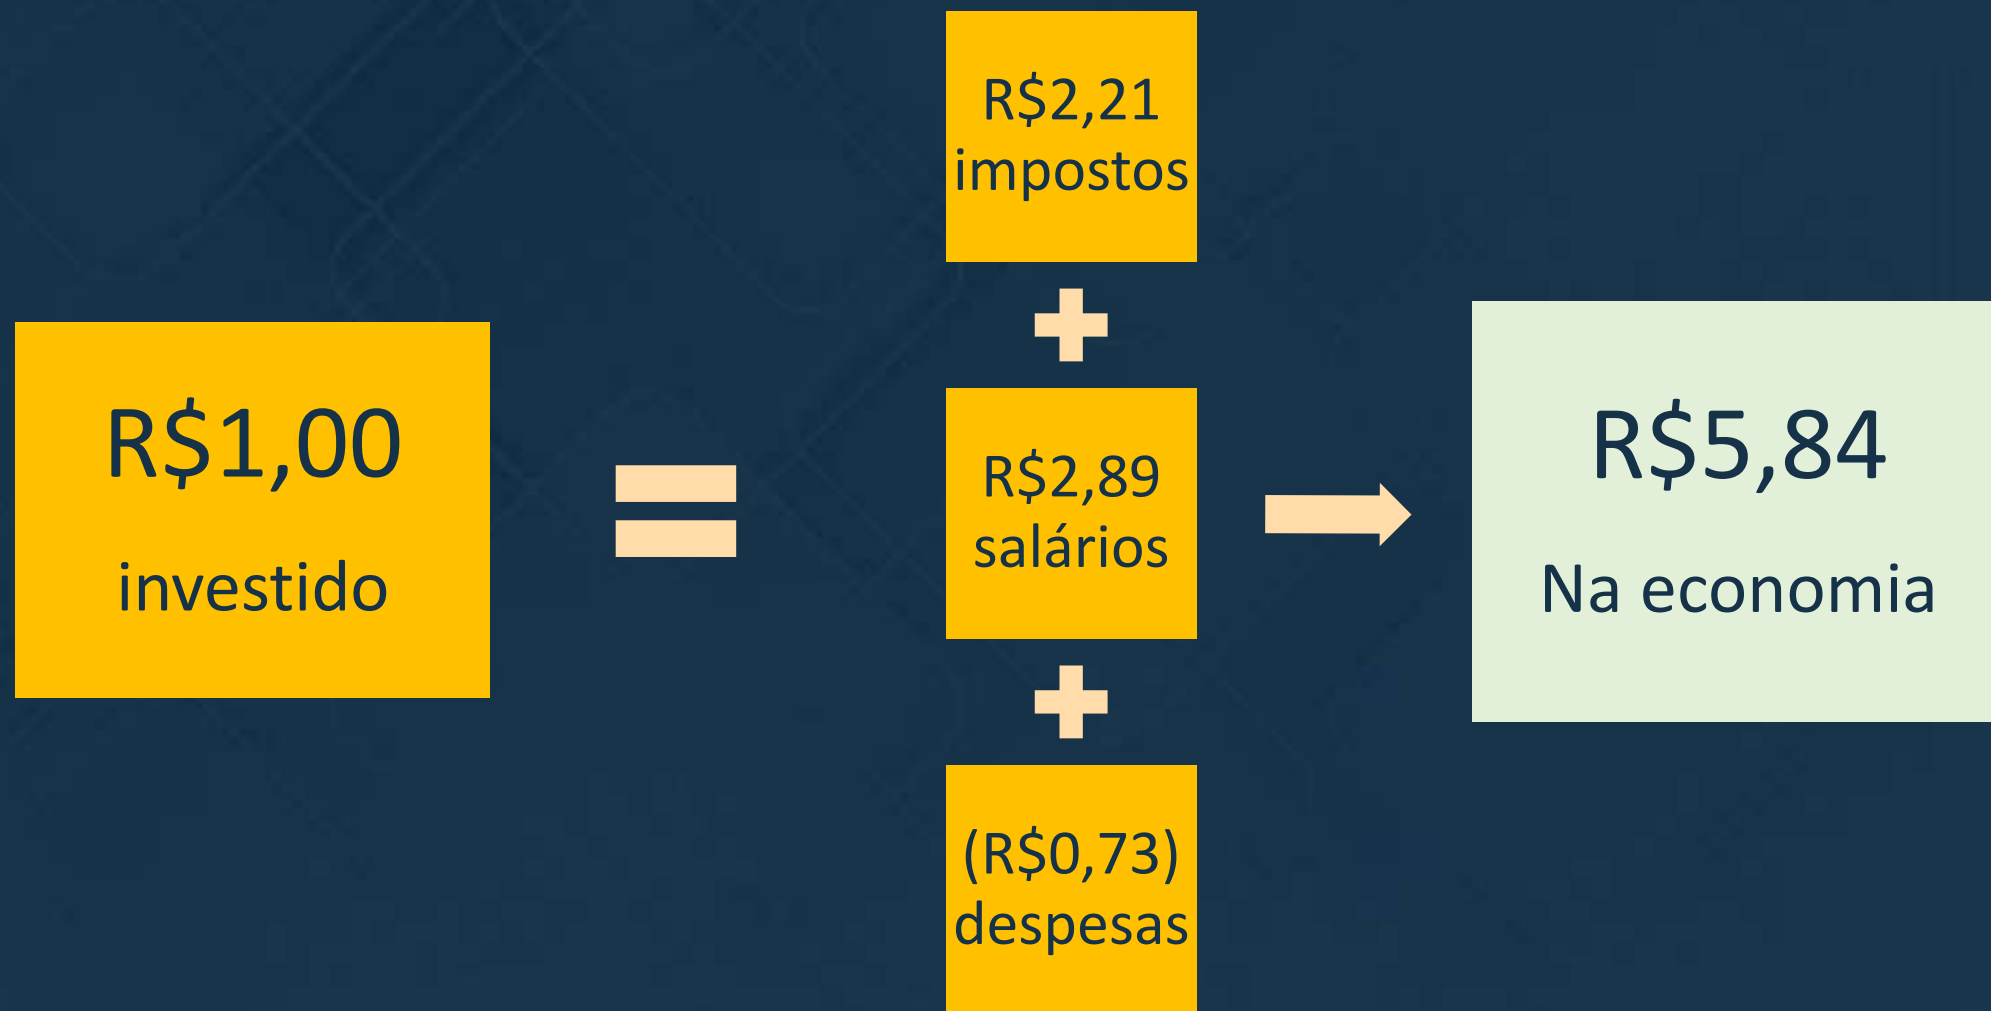 R$1,00
investido
R$2,21
impostos
R$2,89
salários
(R$0,73)
despesas
R$5,84
Na economia